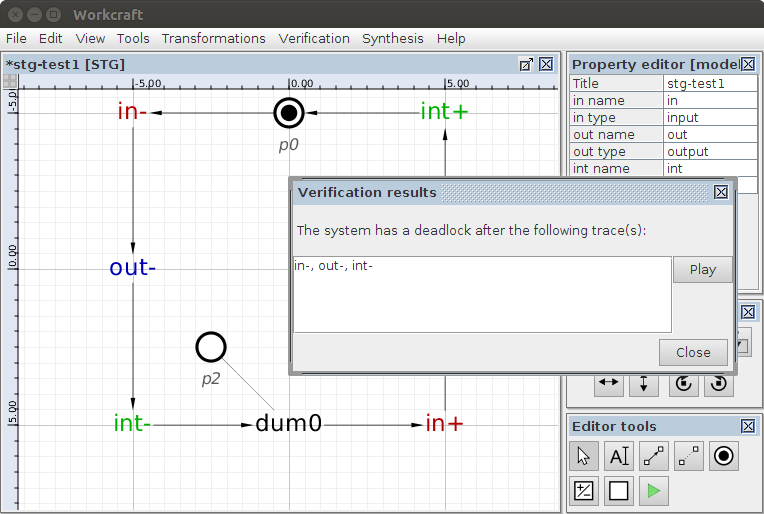 Workcraft
File Edit View Tools Transformations Verification Synthesis Help
*stg-test1 [STG]
-5.00 0.00 5.00
-5.0
0.00
5.00
in-
int+
p0
out-
p2
int-
dum0
in+
Property editor [model
Title stg-test1
in name in
in type input
out name out
out type output
int name int
Verification results
The system has a deadlock after the following trace(s):
in-, out-, int-
Play
Close
Editor tools
A